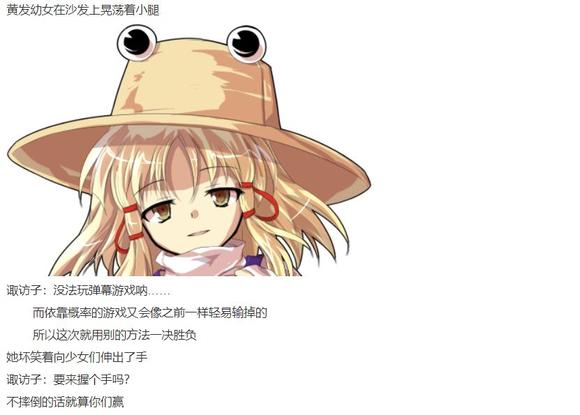 黄发幼女在沙发上晃荡着小腿
诹访子：没法玩弹幕游戏呐……
而依靠概率的游戏又会像之前一样轻易输掉的
所以这次就用别的方法一决胜负
她坏笑着向少女们伸出了手
诹访子：要来握个手吗？
不摔倒的话就算你们赢